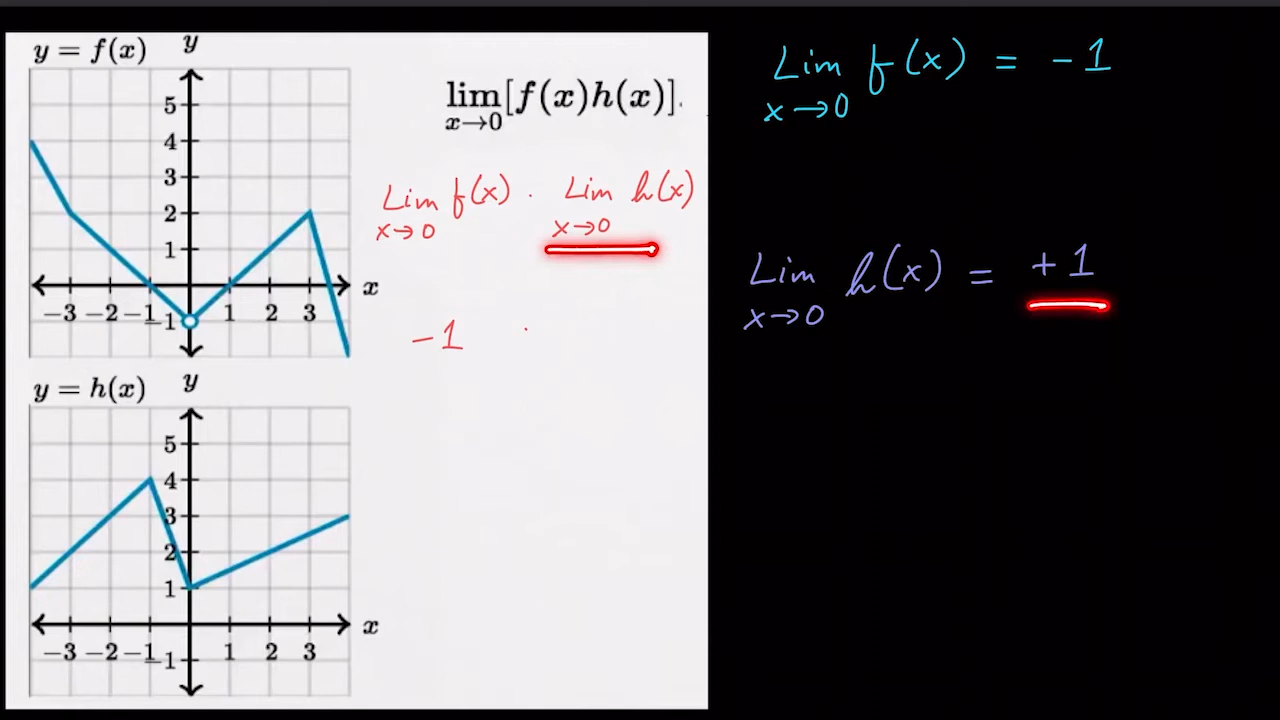 y = f(x) y
5
4
3
2
1
−3 −2 −1 1 2 3 x
−1
lim[f(x)h(x)].
x→0
Lim f(x) · Lim h(x)
x→0 x→0
−1 ·
y = h(x) y
5
4
3
2
1
−3 −2 −1 1 2 3 x
−1
Lim f(x) = −1
x→0
Lim h(x) = +1
x→0